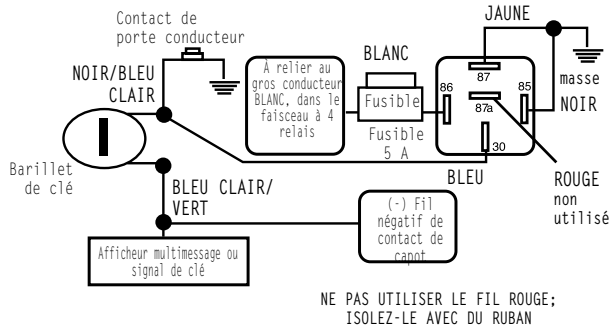 Contact de
porte conducteur
JAUNE
NOIR/BLEU
CLAIR
À relier au
gros conducteur
BLANC, dans le
faisceau à 4
relais
BLANC
Fusible
Fusible
5 A
87
86
85
87a
30
masse
NOIR
Barillet
de clé
BLEU
ROUGE
non
utilisé
BLEU CLAIR/
VERT
(-) Fil
négatif de
contact de
capot
Afficheur multimessage ou
signal de clé
NE PAS UTILISER LE FIL ROUGE;
ISOLEZ-LE AVEC DU RUBAN